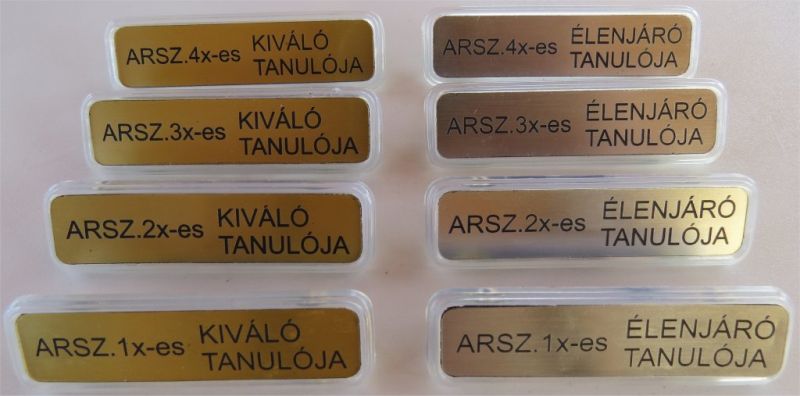 ARSZ.4x-es KIVÁLÓ
TANULÓJA
ARSZ.4x-es ÉLENJÁRÓ
TANULÓJA
ARSZ.3x-es KIVÁLÓ
TANULÓJA
ARSZ.3x-es ÉLENJÁRÓ
TANULÓJA
ARSZ.2x-es KIVÁLÓ
TANULÓJA
ARSZ.2x-es ÉLENJÁRÓ
TANULÓJA
ARSZ.1x-es KIVÁLÓ
TANULÓJA
ARSZ.1x-es ÉLENJÁRÓ
TANULÓJA